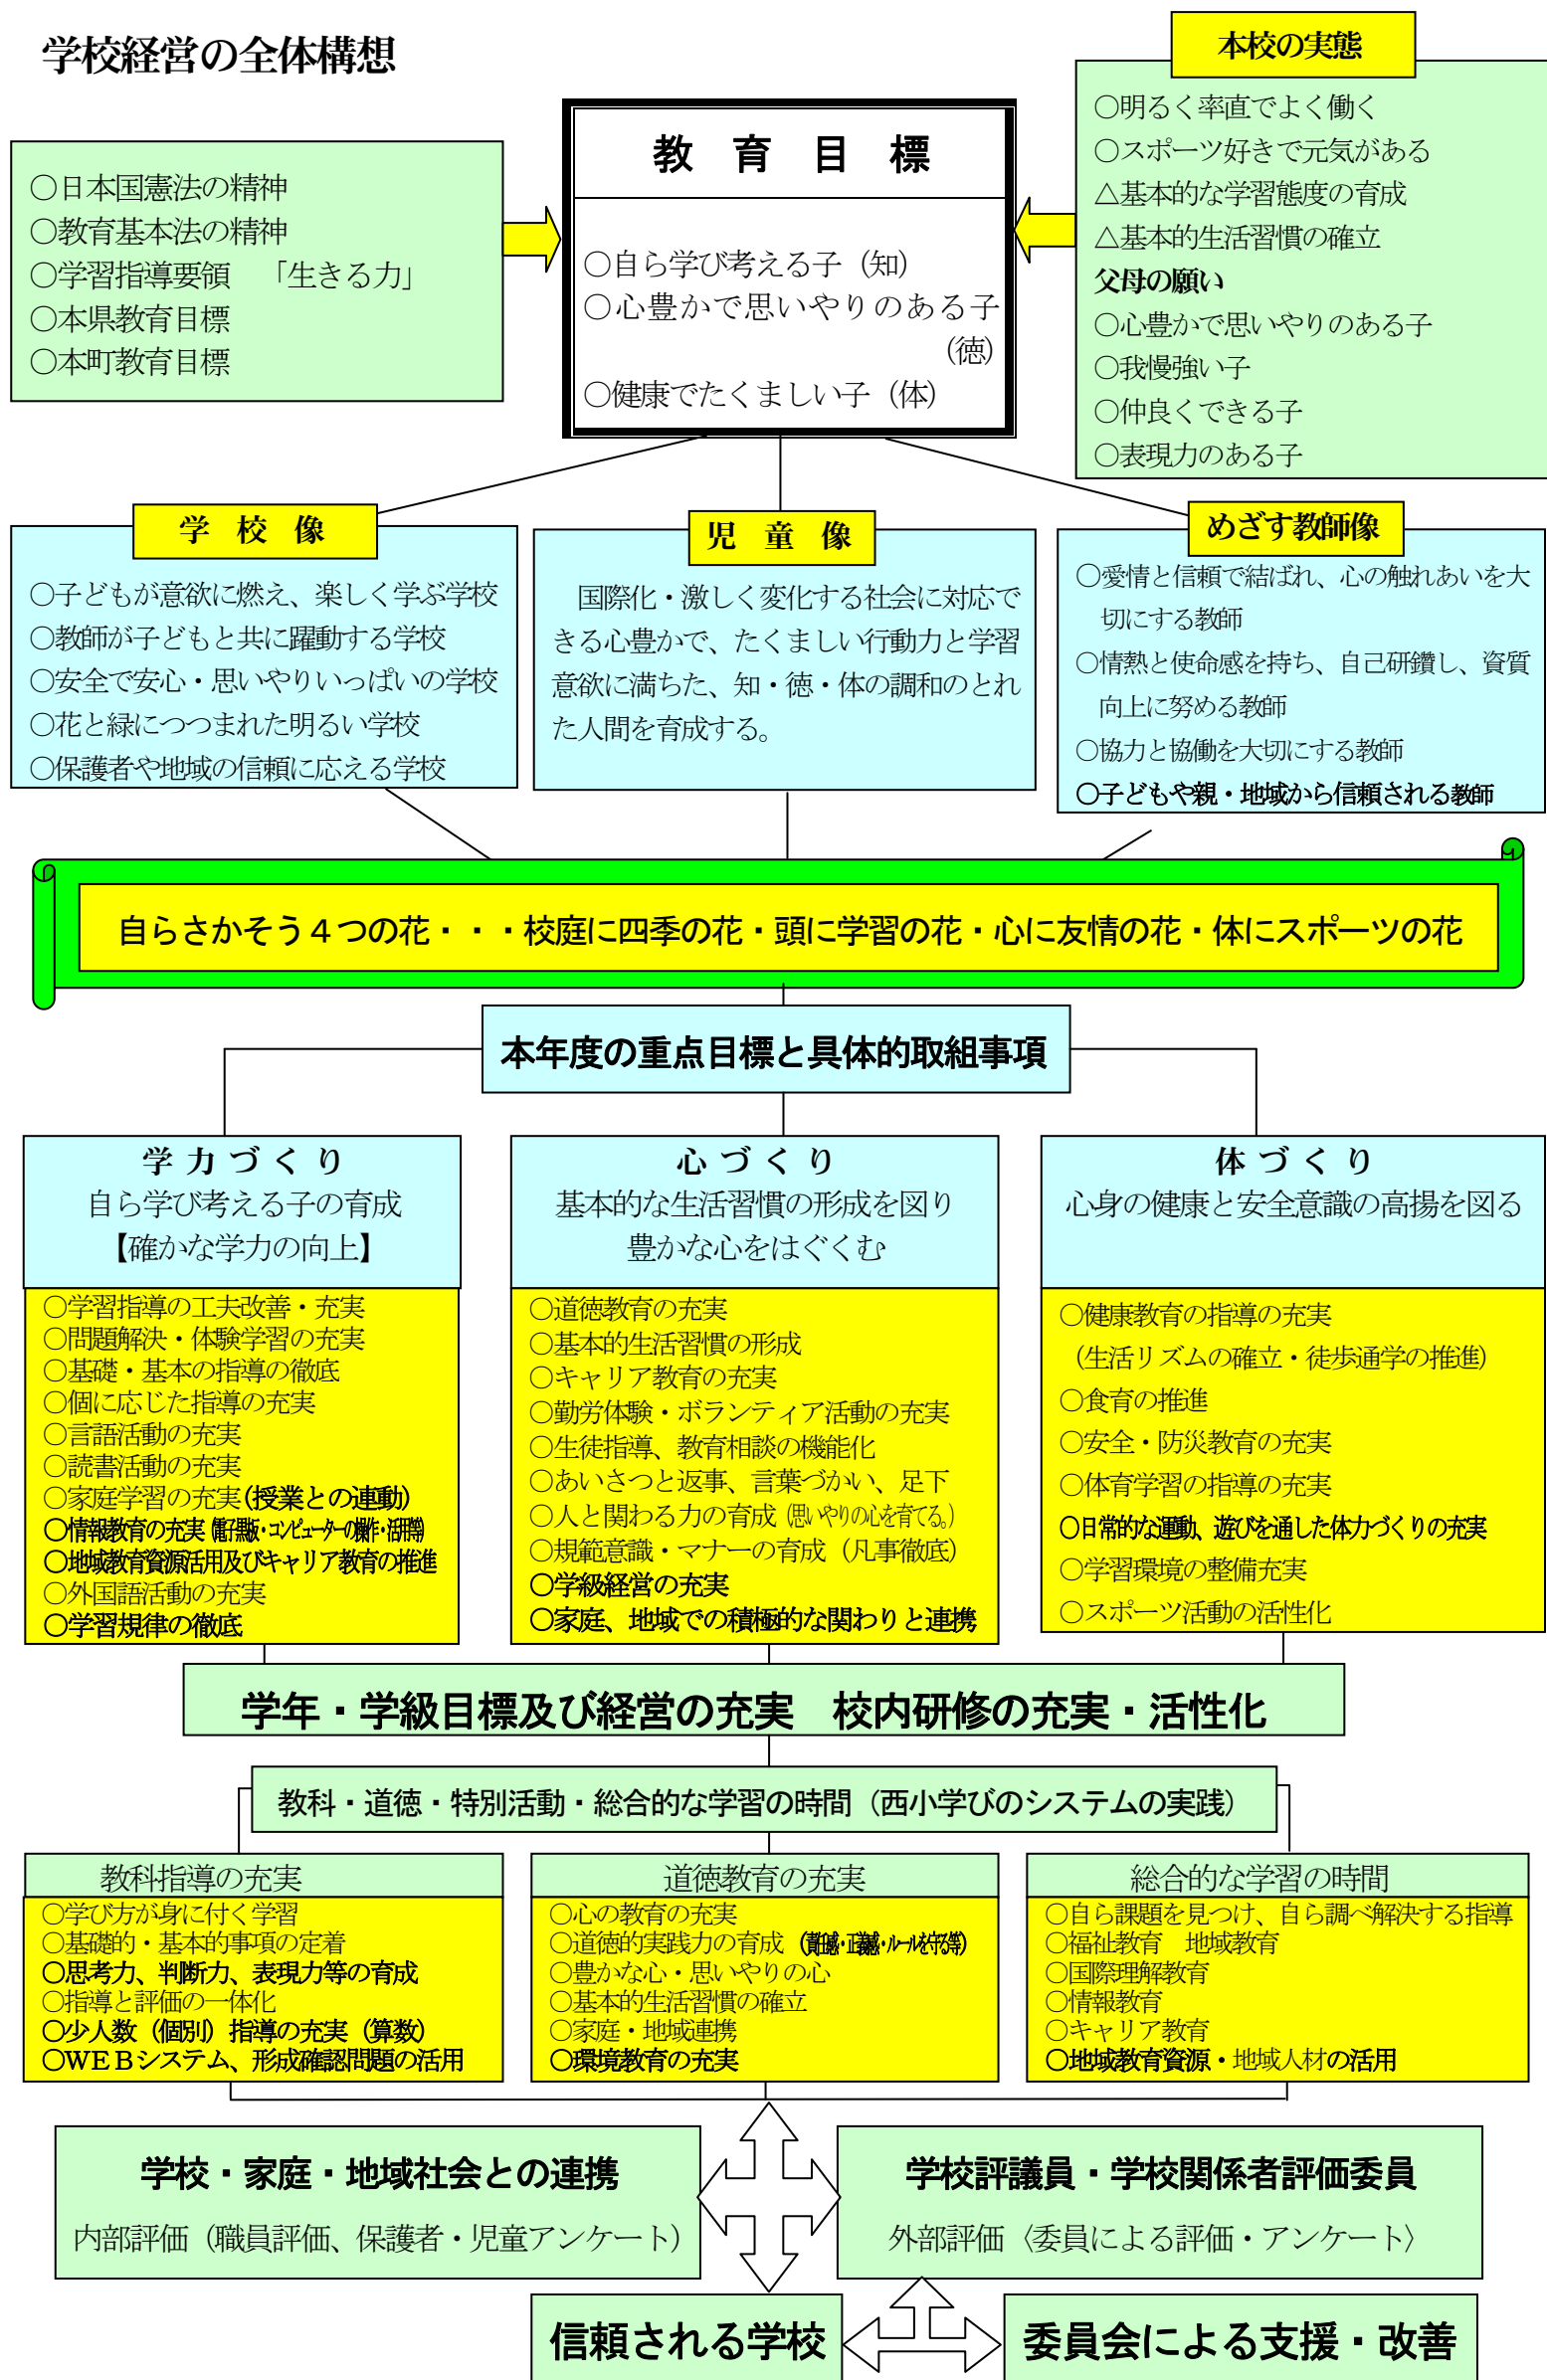 学校経営の全体構想
本校の実態
○明るく率直でよく働く
○スポーツ好きで元気がある
△基本的な学習態度の育成
△基本的生活習慣の確立
父母の願い
○心豊かで思いやりのある子
○我慢強い子
○仲良くできる子
○表現力のある子
教 育 目 標
○自ら学び考える子（知）
○心豊かで思いやりのある子
（徳）
○健康でたくましい子（体）
○日本国憲法の精神
○教育基本法の精神
○学習指導要領　「生きる力」
○本県教育目標
○本町教育目標
学 校 像
○子どもが意欲に燃え、楽しく学ぶ学校
○教師が子どもと共に躍動する学校
○安全で安心・思いやりいっぱいの学校
○花と緑につつまれた明るい学校
○保護者や地域の信頼に応える学校
児 童 像
国際化・激しく変化する社会に対応で
きる心豊かで、たくましい行動力と学習
意欲に満ちた、知・徳・体の調和のとれ
た人間を育成する。
めざす教師像
○愛情と信頼で結ばれ、心の触れあいを大
切にする教師
○情熱と使命感を持ち、自己研鑽し、資質
向上に努める教師
○協力と協働を大切にする教師
○子どもや親・地域から信頼される教師
自らさかそう４つの花・・・校庭に四季の花・頭に学習の花・心に友情の花・体にスポーツの花
本年度の重点目標と具体的取組事項
学 力 づ く り
自ら学び考える子の育成
【確かな学力の向上】
○学習指導の工夫改善・充実
○問題解決・体験学習の充実
○基礎・基本の指導の徹底
○個に応じた指導の充実
○言語活動の充実
○読書活動の充実
○家庭学習の充実（授業との連動）
○情報教育の充実（電子黒板・コンピューターの操作・活用等）
○地域教育資源活用及びキャリア教育の推進
○外国語活動の充実
○学習規律の徹底
心 づ く り
基本的な生活習慣の形成を図り
豊かな心をはぐくむ
○道徳教育の充実
○基本的生活習慣の形成
○キャリア教育の充実
○勤労体験・ボランティア活動の充実
○生徒指導、教育相談の機能化
○あいさつと返事、言葉づかい、足下
○人と関わる力の育成（思いやりの心を育てる。）
○規範意識・マナーの育成（凡事徹底）
○学級経営の充実
○家庭、地域での積極的な関わりと連携
体 づ く り
心身の健康と安全意識の高揚を図る
○健康教育の指導の充実
（生活リズムの確立・徒歩通学の推進）
○食育の推進
○安全・防災教育の充実
○体育学習の指導の充実
○日常的な運動、遊びを通した体力づくりの充実
○学習環境の整備充実
○スポーツ活動の活性化
学年・学級目標及び経営の充実　校内研修の充実・活性化
教科・道徳・特別活動・総合的な学習の時間（西小学びのシステムの実践）
教科指導の充実
○学び方が身に付く学習
○基礎的・基本的事項の定着
○思考力、判断力、表現力等の育成
○指導と評価の一体化
○少人数（個別）指導の充実（算数）
○ＷＥＢシステム、形成確認問題の活用
道徳教育の充実
○心の教育の充実
○道徳的実践力の育成（責任感・正義感・ルールを守る等）
○豊かな心・思いやりの心
○基本的生活習慣の確立
○家庭・地域連携
○環境教育の充実
総合的な学習の時間
○自ら課題を見つけ、自ら調べ解決する指導
○福祉教育　地域教育
○国際理解教育
○情報教育
○キャリア教育
○地域教育資源・地域人材の活用
学校・家庭・地域社会との連携
内部評価（職員評価、保護者・児童アンケート）
学校評議員・学校関係者評価委員
外部評価〈委員による評価・アンケート〉
信頼される学校
委員会による支援・改善